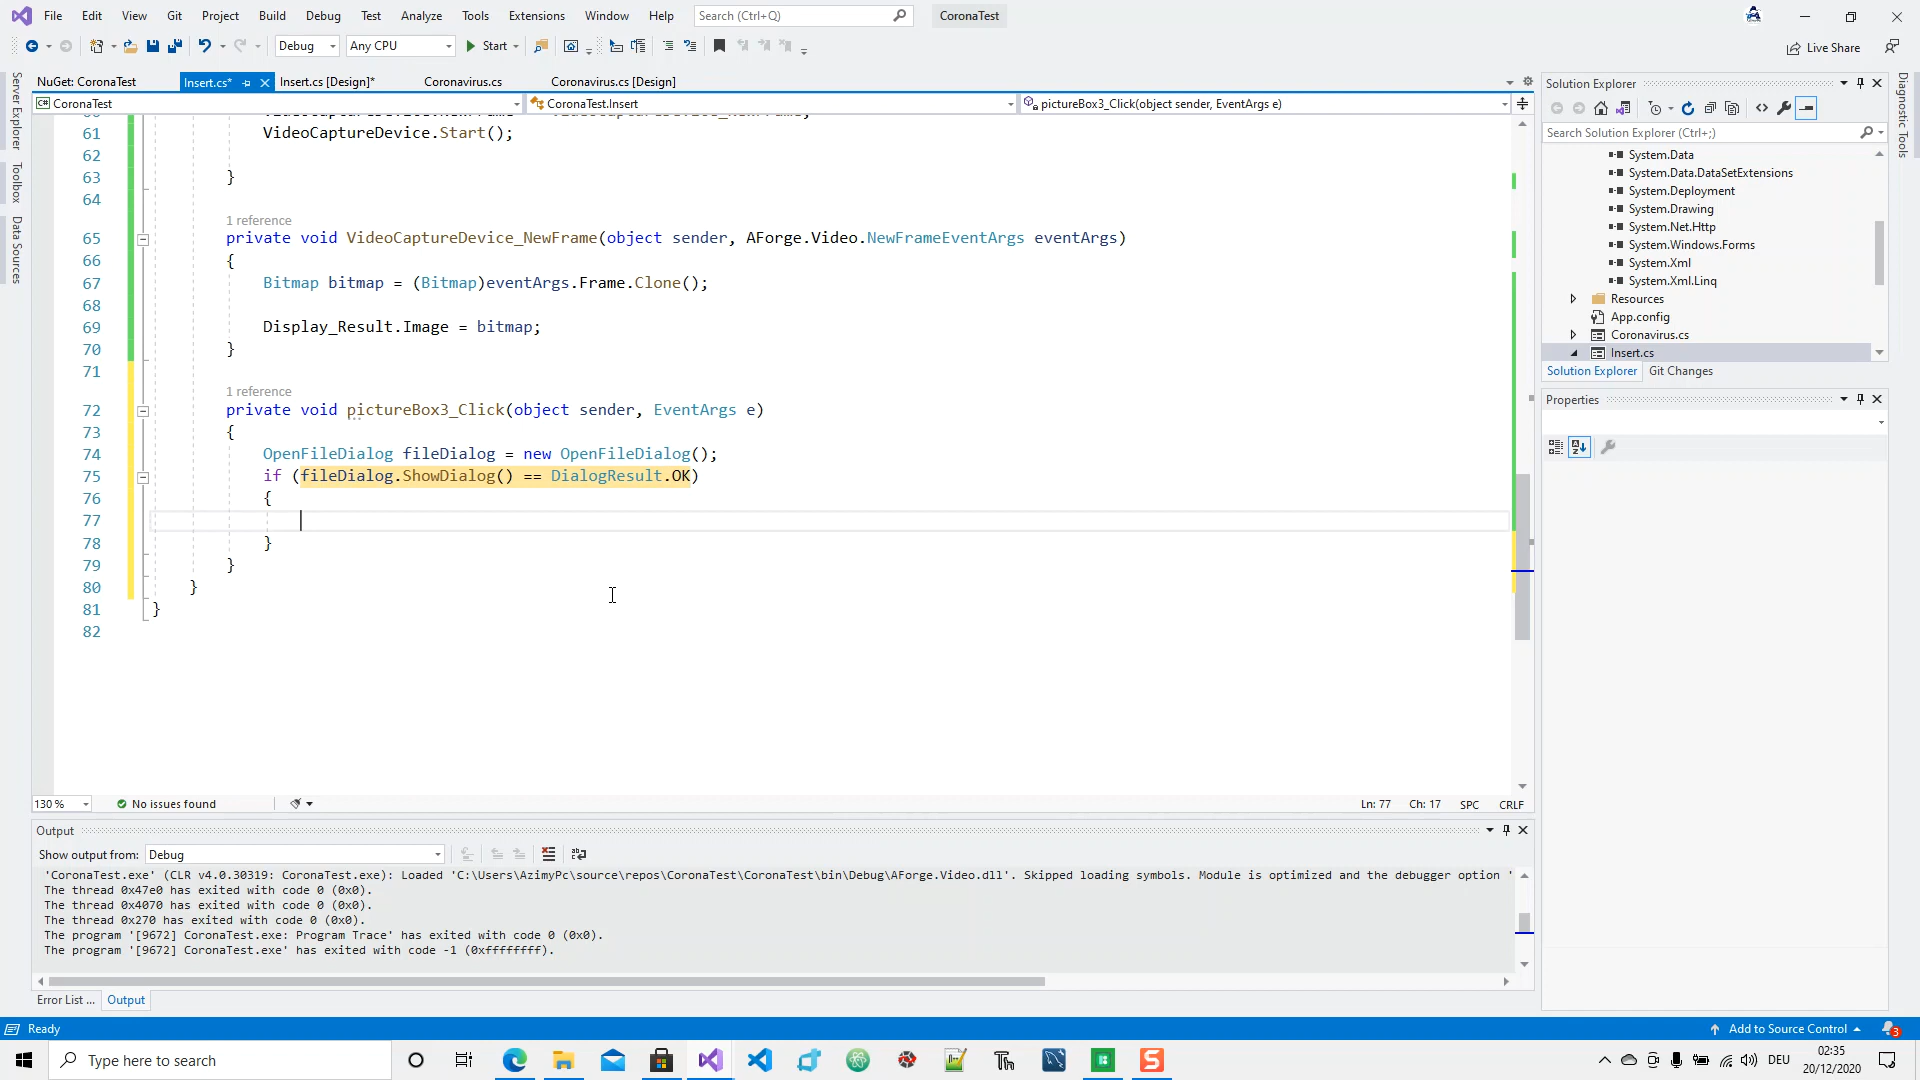 File Edit View Git Project Build Debug Test Analyze Tools Extensions Window Help Search (Ctrl+Q) CoronaTest
Debug Any CPU Start Live Share
NuGet: CoronaTest Insert.cs* Insert.cs [Design]* Coronavirus.cs Coronavirus.cs [Design]
CoronaTest CoronaTest.Insert pictureBox3_Click(object sender, EventArgs e)
Server Explorer
Toolbox
Data Sources
61 VideoCaptureDevice.Start();
62
63 }
64
1 reference
65 private void VideoCaptureDevice_NewFrame(object sender, AForge.Video.NewFrameEventArgs eventArgs)
66 {
67 Bitmap bitmap = (Bitmap)eventArgs.Frame.Clone();
68
69 Display_Result.Image = bitmap;
70 }
71
1 reference
72 private void pictureBox3_Click(object sender, EventArgs e)
73 {
74 OpenFileDialog fileDialog = new OpenFileDialog();
75 if (fileDialog.ShowDialog() == DialogResult.OK)
76 {
77
78 }
79 }
80 }
81 }
82
130 % No issues found Ln: 77 Ch: 17 SPC CRLF
Output
Show output from: Debug
'CoronaTest.exe' (CLR v4.0.30319: CoronaTest.exe): Loaded 'C:\Users\AzimyPc\source\repos\CoronaTest\CoronaTest\bin\Debug\AForge.Video.dll'. Skipped loading symbols. Module is optimized and the debugger option '
The thread 0x47e0 has exited with code 0 (0x0).
The thread 0x4070 has exited with code 0 (0x0).
The thread 0x270 has exited with code 0 (0x0).
The program '[9672] CoronaTest.exe: Program Trace' has exited with code 0 (0x0).
The program '[9672] CoronaTest.exe' has exited with code -1 (0xffffffff).
Error List ... Output
Solution Explorer
Search Solution Explorer (Ctrl+;)
System.Data
System.Data.DataSetExtensions
System.Deployment
System.Drawing
System.Net.Http
System.Windows.Forms
System.Xml
System.Xml.Linq
Resources
App.config
Coronavirus.cs
Insert.cs
Solution Explorer Git Changes
Properties
Diagnostic Tools
Ready Add to Source Control 3
Type here to search DEU 02:35
20/12/2020